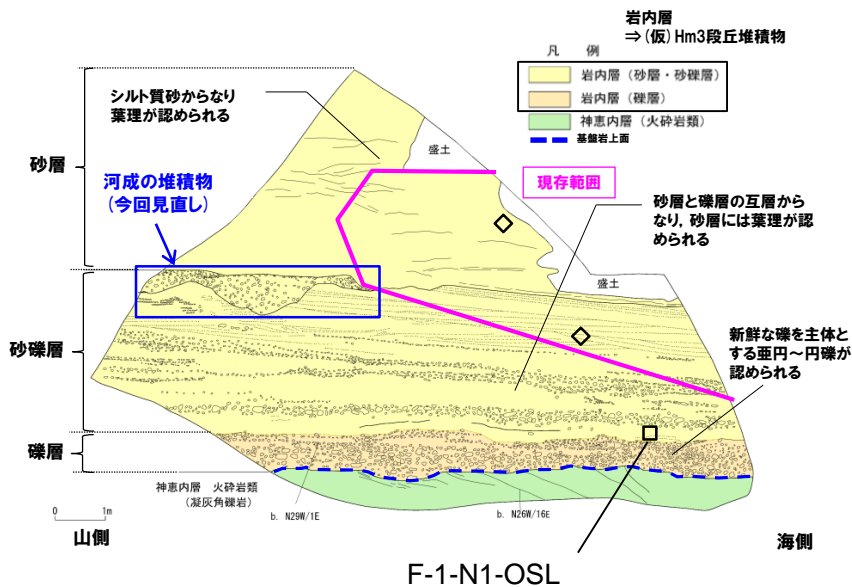 岩内層
⇒(仮)Hm3段丘堆積物
凡 例
岩内層(砂層・砂礫層)
岩内層(礫層)
神恵内層(火砕岩類)
基盤岩上面
シルト質砂からなり
葉理が認められる
盛土
砂層
河成の堆積物
(今回見直し)
現存範囲
砂層と礫層の互層から
なり,砂層には葉理が認
められる
盛土
新鮮な礫を主体と
する亜円~円礫が
認められる
砂礫層
礫層
神恵内層 火砕岩類
(凝灰角礫岩)
b. N29W/1E
b. N26W/16E
0 1m
山側
海側
F-1-N1-OSL